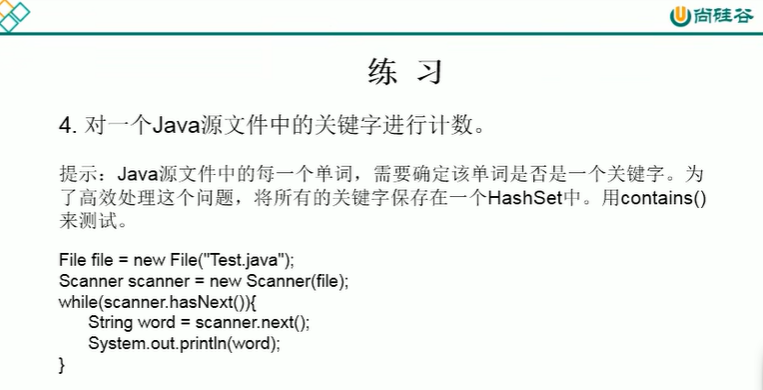 尚硅谷
练 习
4. 对一个Java源文件中的关键字进行计数。
提示：Java源文件中的每一个单词，需要确定该单词是否是一个关键字。为
了高效处理这个问题，将所有的关键字保存在一个HashSet中。用contains()
来测试。
File file = new File("Test.java");
Scanner scanner = new Scanner(file);
while(scanner.hasNext()){
String word = scanner.next();
System.out.println(word);
}